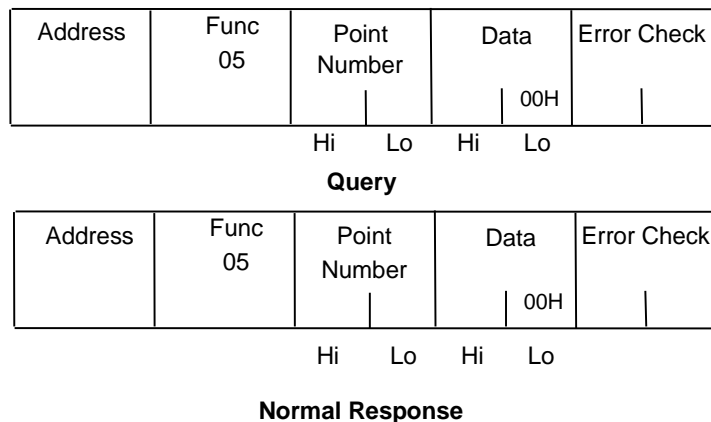 Address Func Point Data Error Check
05 Number
00H
Hi Lo Hi Lo
Query
Address Func Point Data Error Check
05 Number
00H
Hi Lo Hi Lo
Normal Response